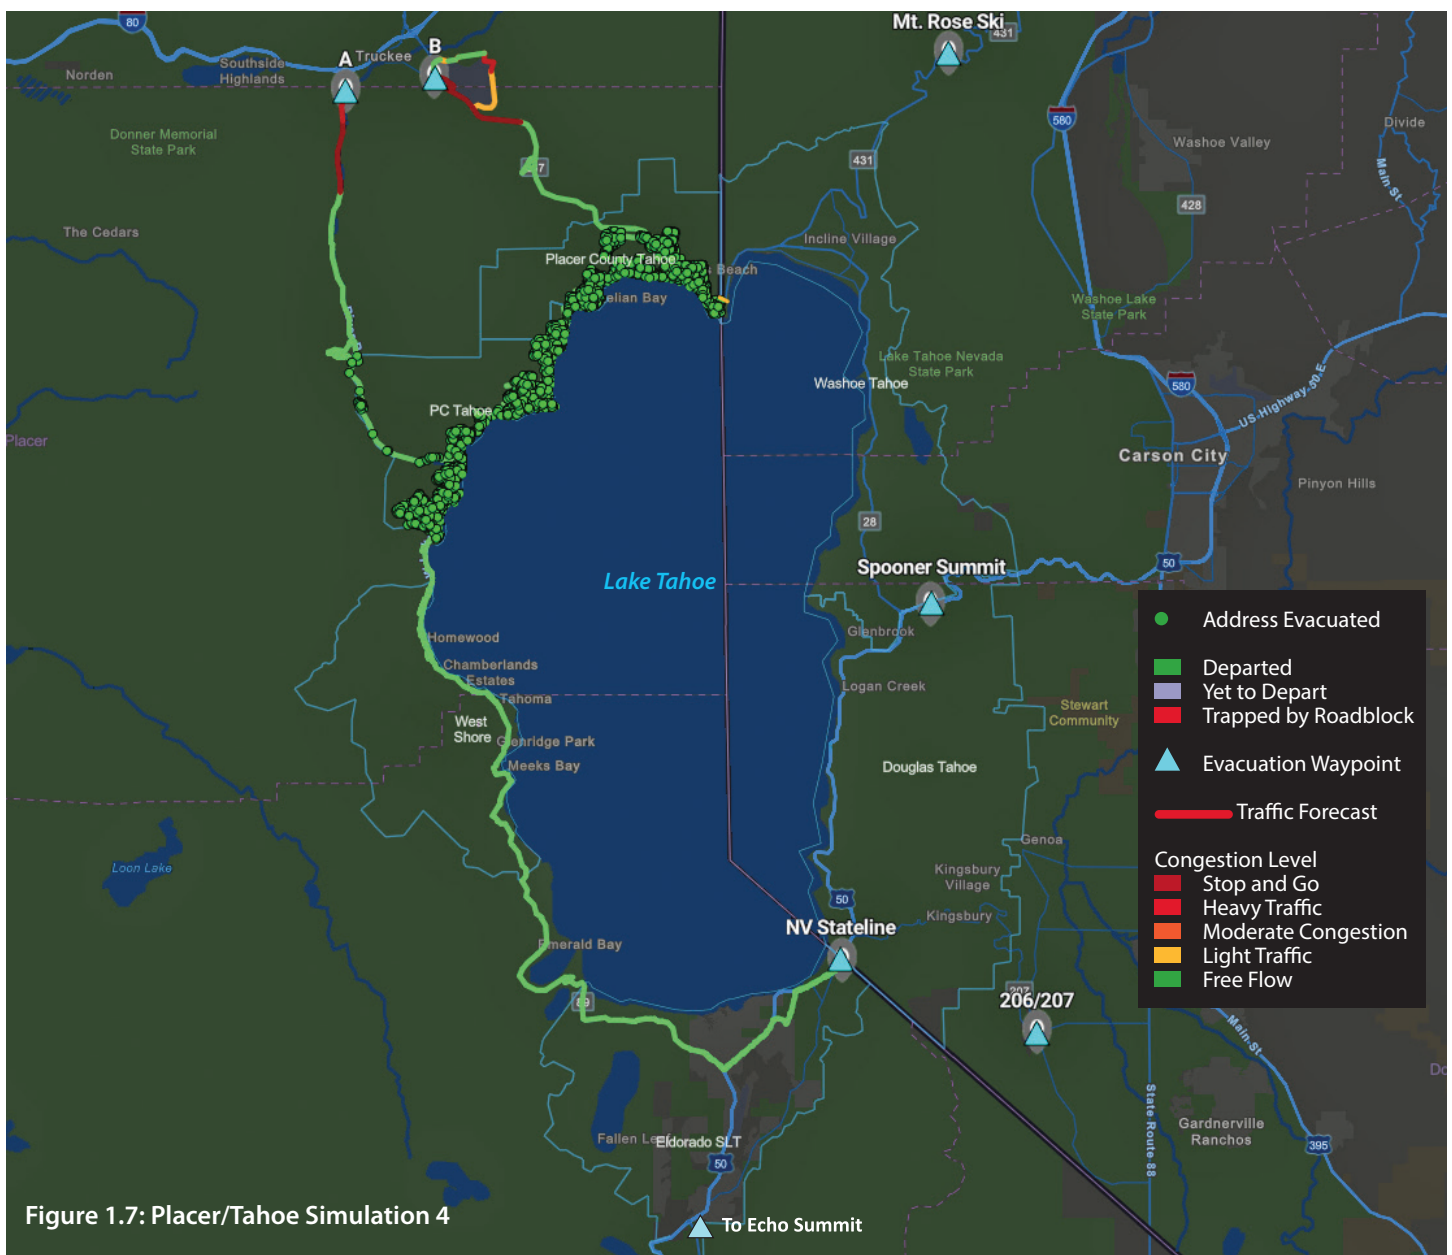 80
Mt. Rose Ski
431
A
B
Truckee
Southside
Highlands
Norden
580
Divide
Donner Memorial
State Park
Washoe Valley
431
Main St
428
The Cedars
Incline Village
Placer County Tahoe
Beach
elian Bay
Washoe Lake
State Park
Lake Tahoe Nevada
State Park
Washoe Tahoe
580
US Highway 50 E
PC Tahoe
Placer
Carson City
Pinyon Hills
28
50
Spooner Summit
Lake Tahoe
Glenbrook
Homewood
Chamberlands
Estates
Tahoma
Logan Creek
West
Shore
Glenridge Park
Meeks Bay
Stewart
Community
Douglas Tahoe
Genoa
Loon Lake
Kingsbury
Village
50
Kingsbury
NV Stateline
Emerald Bay
89
207
206/207
Main St
State Route 88
Gardnerville
Ranchos
395
Fallen Leaf
Eldorado SLT
50
To Echo Summit
Address Evacuated
Departed
Yet to Depart
Trapped by Roadblock
Evacuation Waypoint
Traffic Forecast
Congestion Level
Stop and Go
Heavy Traffic
Moderate Congestion
Light Traffic
Free Flow
Figure 1.7: Placer/Tahoe Simulation 4